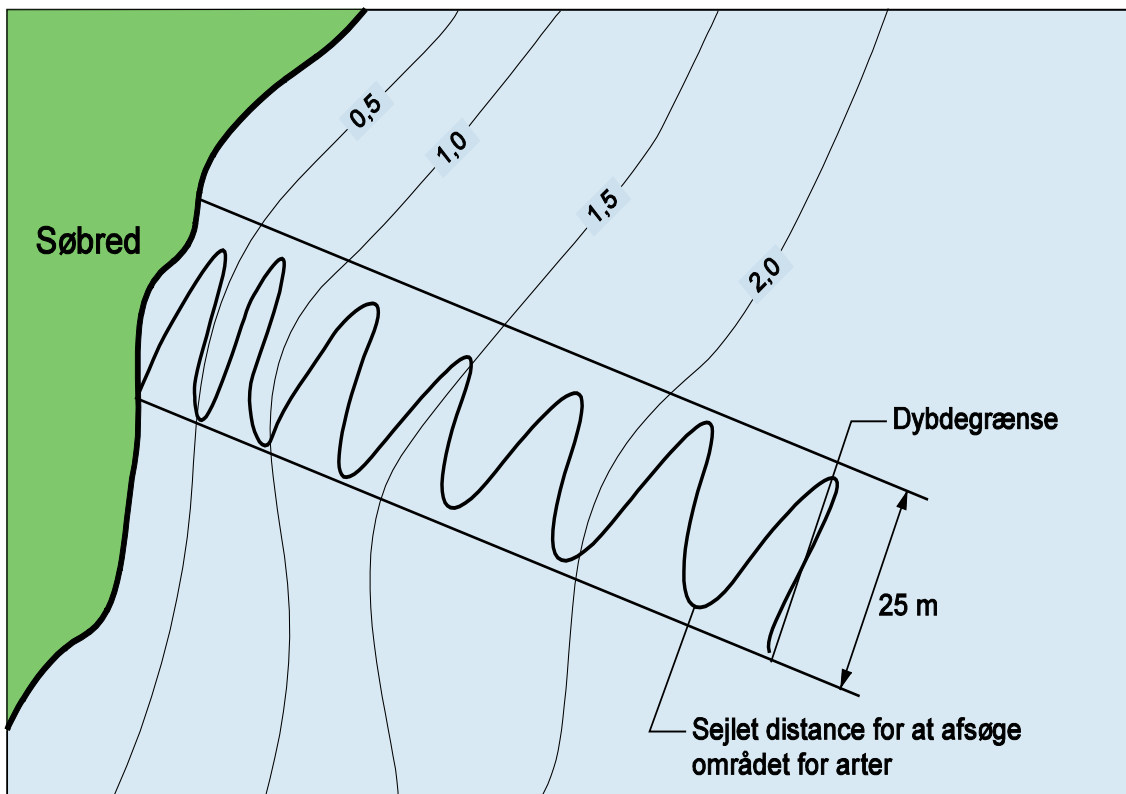 0,5
1,0
1,5
Søbred
2,0
Dybdegrænse
25 m
Sejlet distance for at afsøge
området for arter